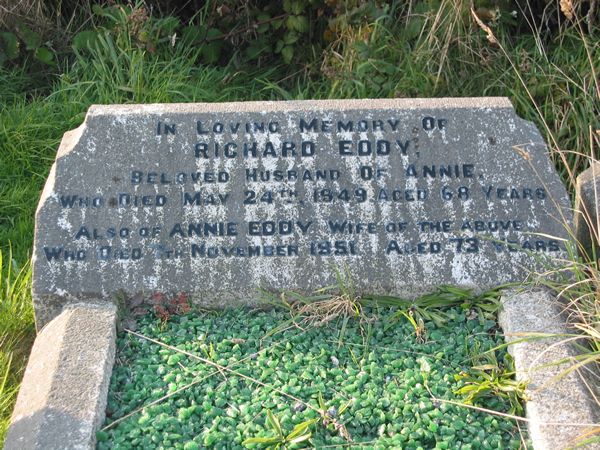 In Loving Memory Of
RICHARD EDDY,
Beloved Husband Of Annie,
Who Died May 24th, 1949 Aged 68 Years
Also of ANNIE EDDY Wife of the above
Who Died 7th November 1951. Aged 73 Years